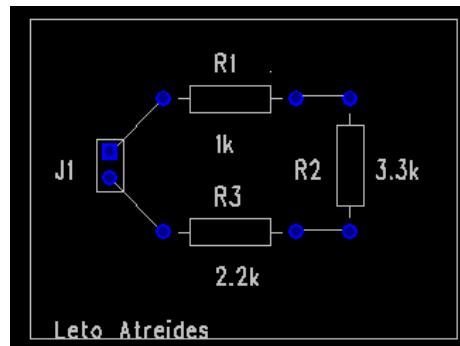 R1
1k
J1
R2
3.3k
R3
2.2k
Leto Atreides